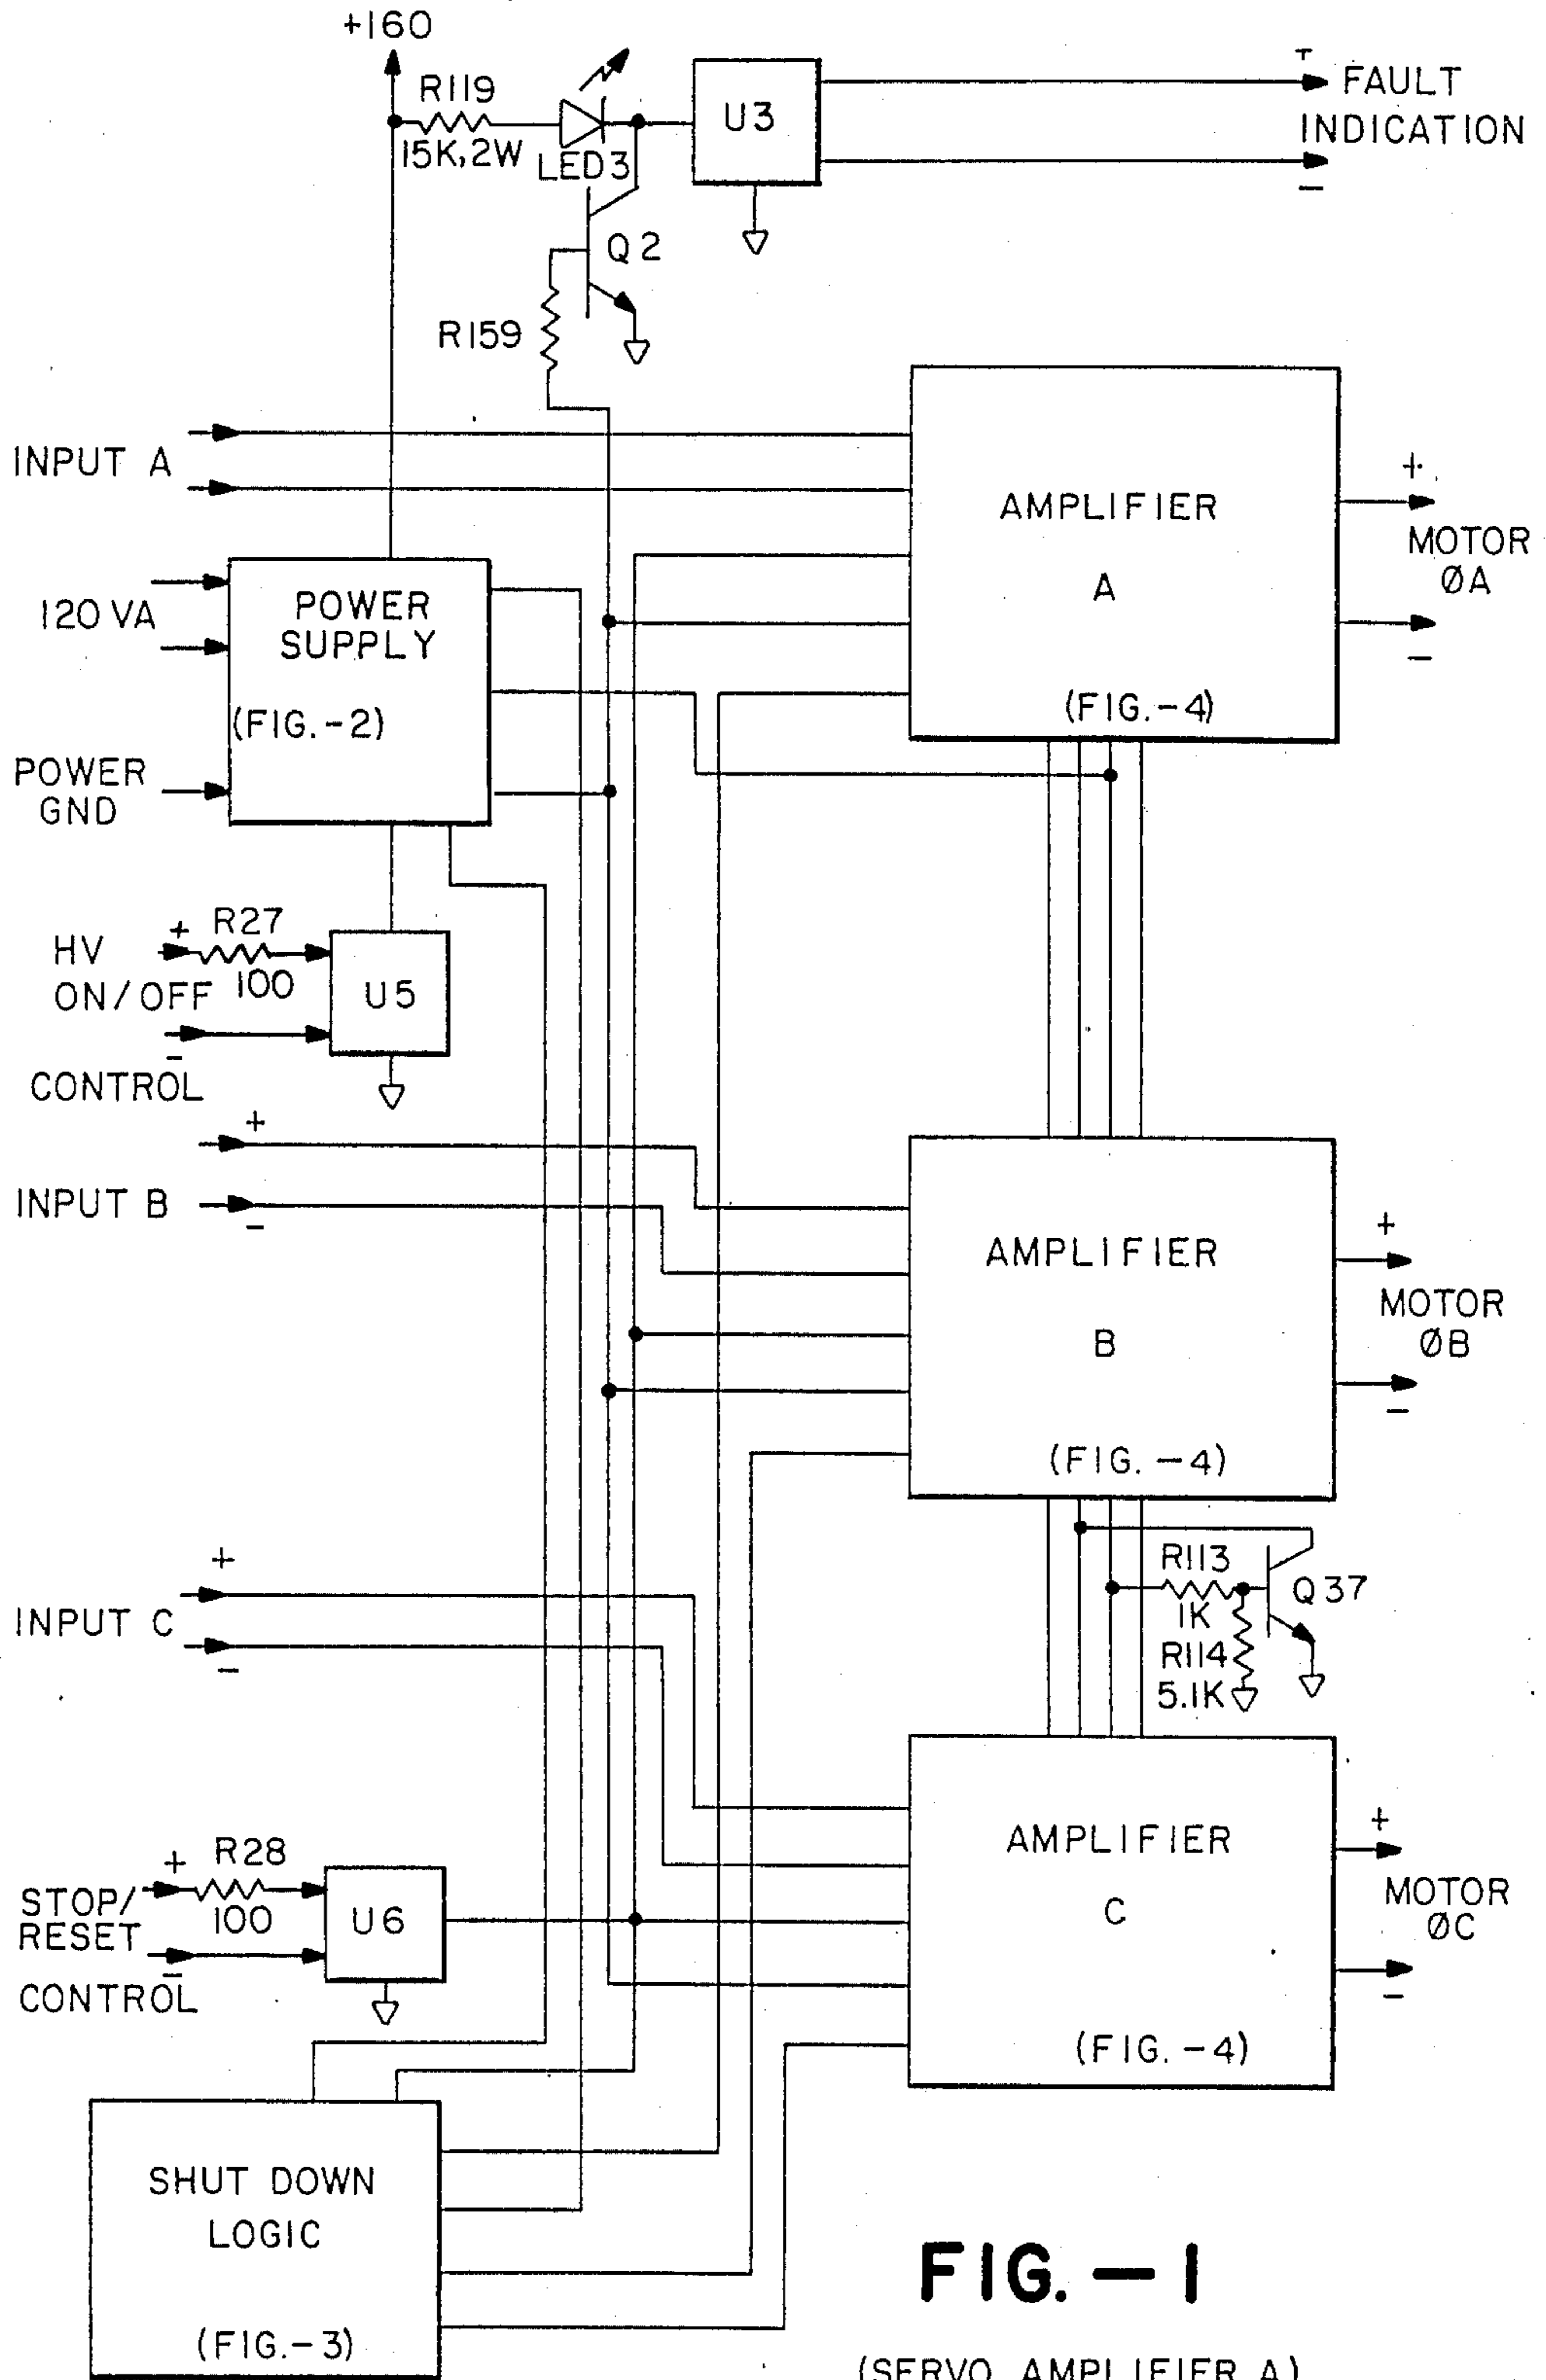 +160
R119
15K,2W
LED3
U3
+
FAULT
INDICATION
−
Q2
R159
INPUT A
AMPLIFIER
A
(FIG.-4)
+
MOTOR
ØA
−
120 VA
POWER
SUPPLY
(FIG.-2)
POWER
GND
HV
ON/OFF
CONTROL
+
R27
100
−
U5
+
INPUT B
−
AMPLIFIER
B
(FIG.-4)
+
MOTOR
ØB
−
R113
1K
Q37
R114
5.1K
+
INPUT C
−
AMPLIFIER
C
(FIG.-4)
+
MOTOR
ØC
−
STOP/
RESET
CONTROL
+
R28
100
−
U6
SHUT DOWN
LOGIC
(FIG.-3)
FIG.-1
(SERVO AMPLIFIER A)